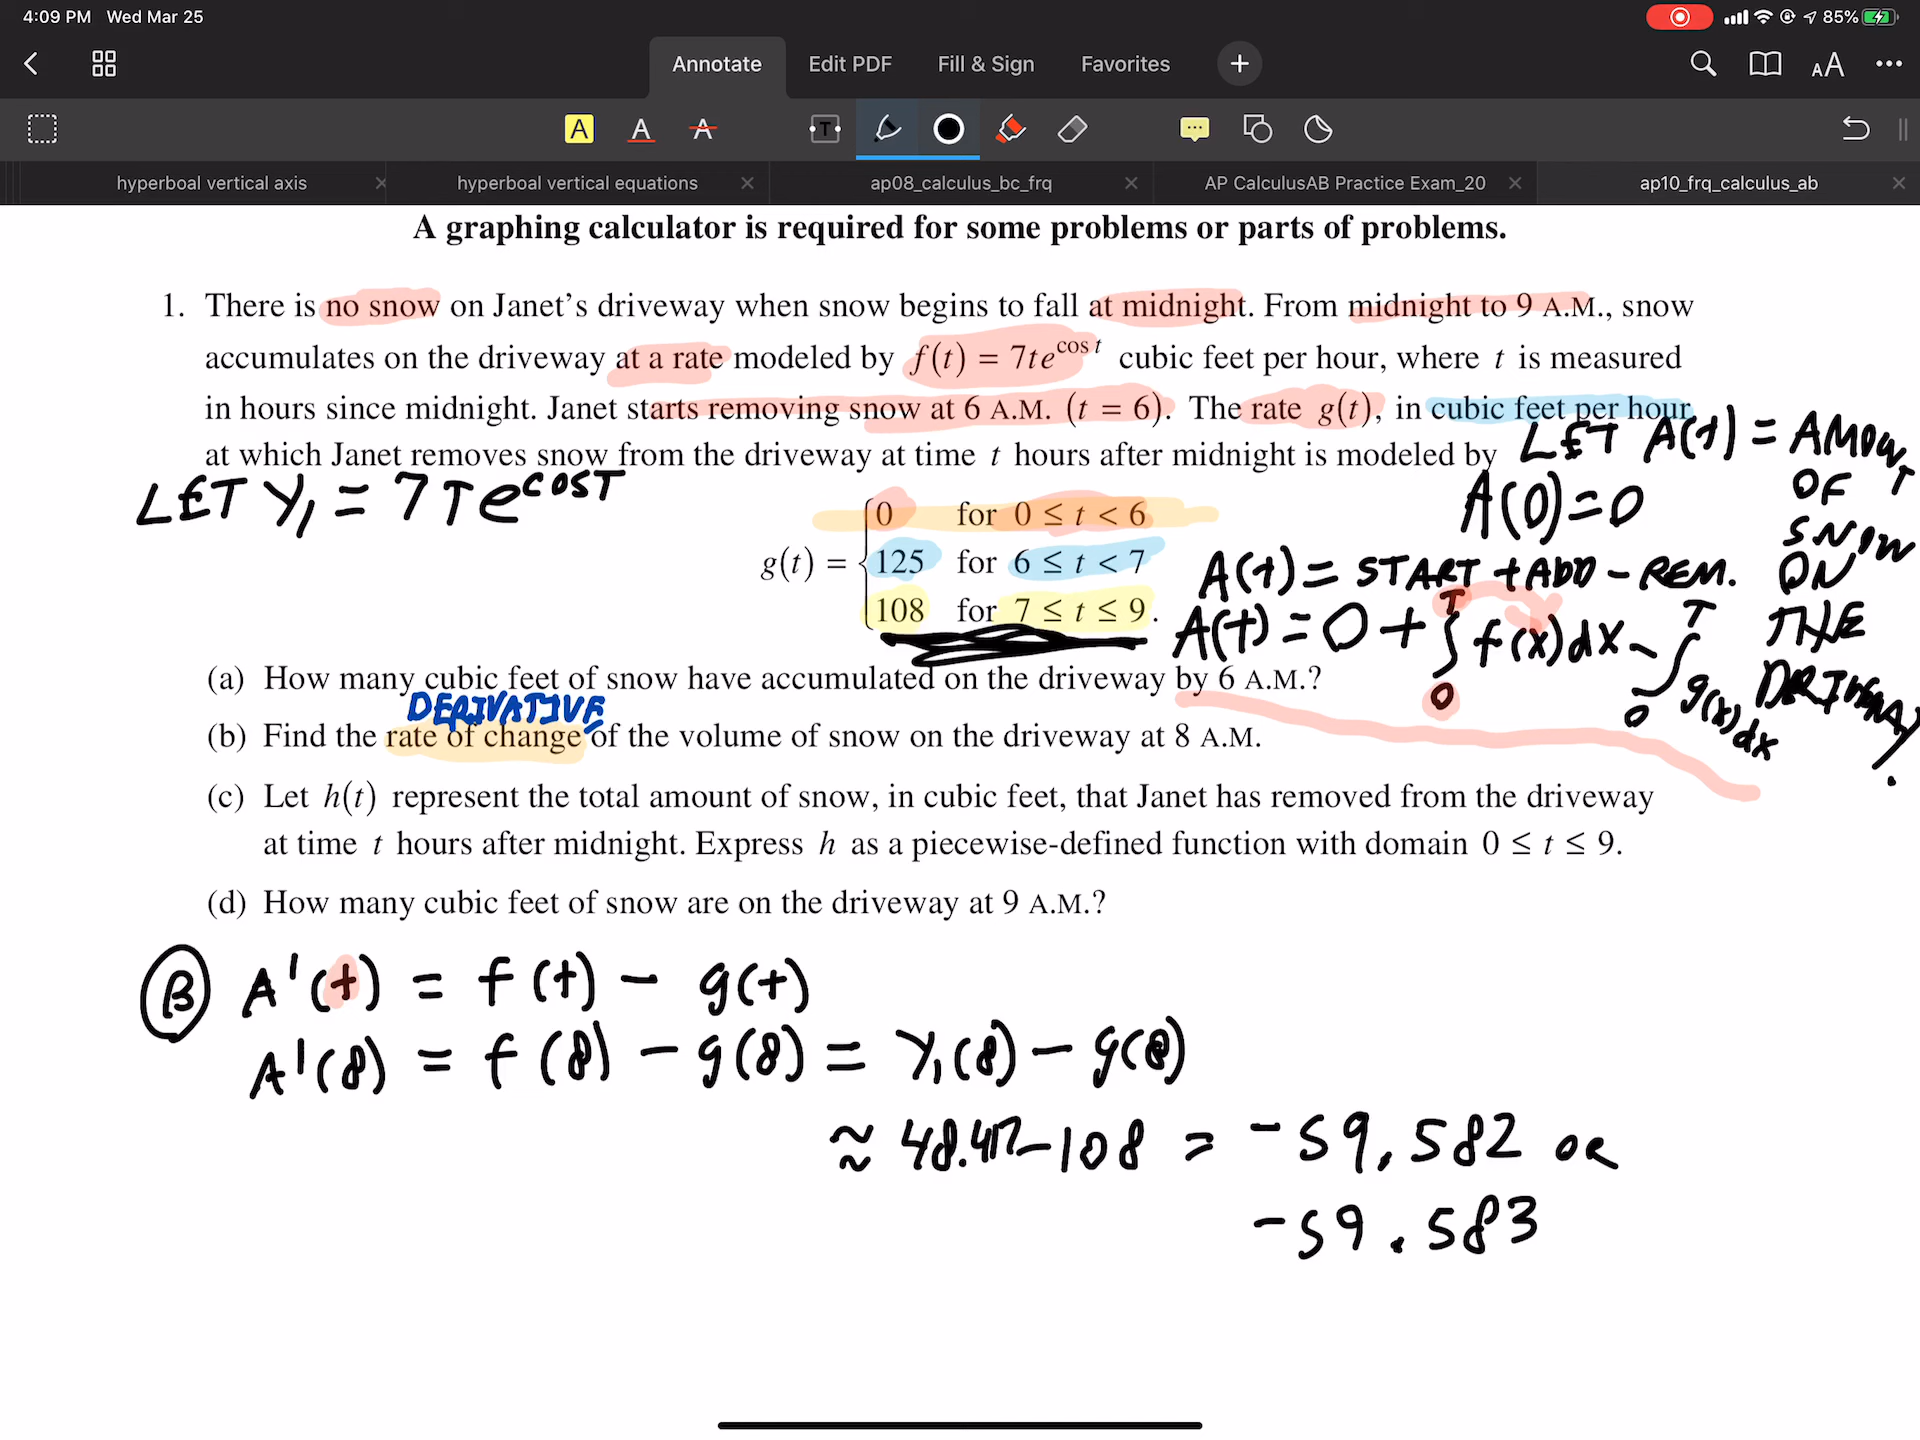 4:09 PM Wed Mar 25
85%
Annotate Edit PDF Fill & Sign Favorites
AA
A A A T
hyperboal vertical axis
hyperboal vertical equations
ap08_calculus_bc_frq
AP CalculusAB Practice Exam_20
ap10_frq_calculus_ab
A graphing calculator is required for some problems or parts of problems.
1. There is no snow on Janet's driveway when snow begins to fall at midnight. From midnight to 9 A.M., snow
accumulates on the driveway at a rate modeled by f(t) = 7te^cos t cubic feet per hour, where t is measured
in hours since midnight. Janet starts removing snow at 6 A.M. (t = 6). The rate g(t), in cubic feet per hour,
at which Janet removes snow from the driveway at time t hours after midnight is modeled by
LET A(t) = AMOUNT
OF
SNOW
ON
THE
DRIVEWAY.
LET Y₁ = 7Te^COST
A(0)=0
g(t) =
0 for 0 ≤ t < 6
125 for 6 ≤ t < 7
108 for 7 ≤ t ≤ 9.
A(t) = START + ADD - REM.
A(t) = 0 + ∫₀ᵀ f(x)dx - ∫₀ᵀ g(x)dx
(a) How many cubic feet of snow have accumulated on the driveway by 6 A.M.?
DERIVATIVE
(b) Find the rate of change of the volume of snow on the driveway at 8 A.M.
(c) Let h(t) represent the total amount of snow, in cubic feet, that Janet has removed from the driveway
at time t hours after midnight. Express h as a piecewise-defined function with domain 0 ≤ t ≤ 9.
(d) How many cubic feet of snow are on the driveway at 9 A.M.?
B A'(t) = f(t) - g(t)
A'(8) = f(8) - g(8) = Y₁(8) - g(8)
≈ 48.417-108 = -59.582 OR
-59.583